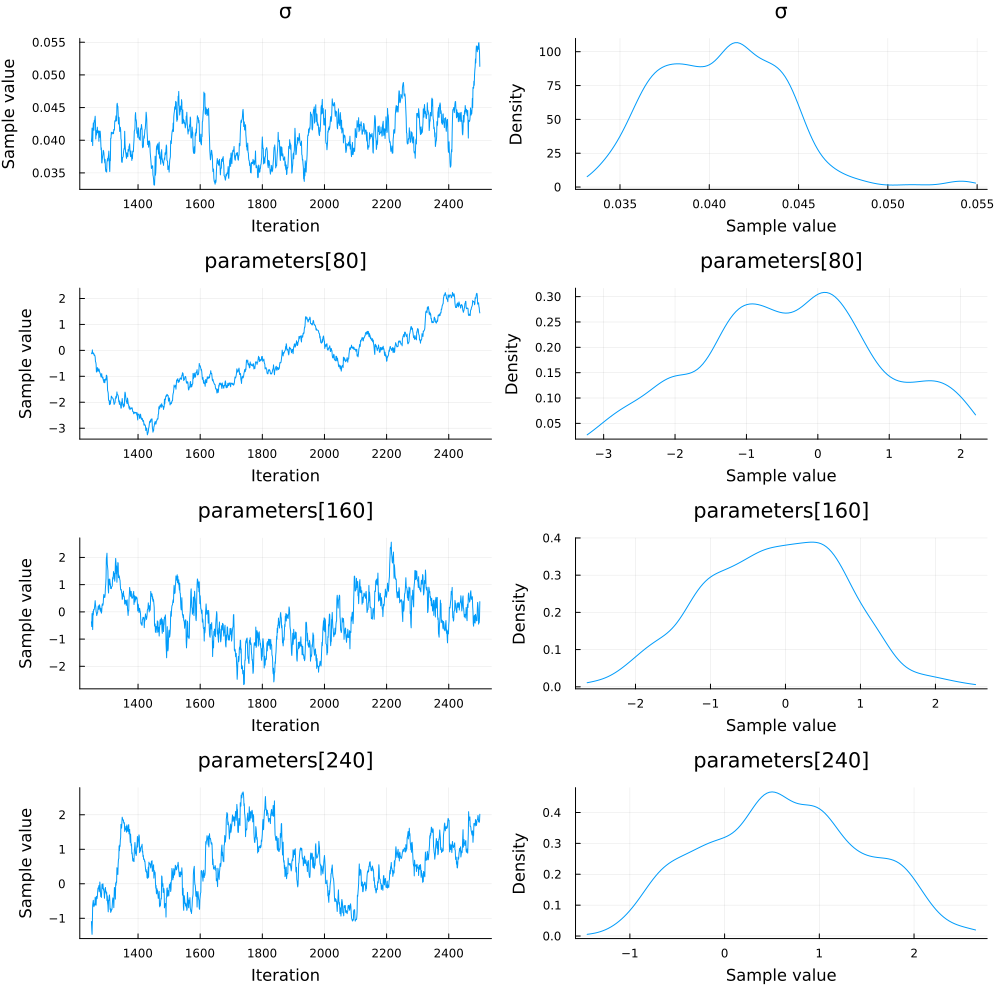 σ
σ
Sample value
0.055
0.050
0.045
0.040
0.035
1400 1600 1800 2000 2200 2400
Iteration
Density
100
75
50
25
0
0.035 0.040 0.045 0.050 0.055
Sample value
parameters[80]
parameters[80]
Sample value
2
1
0
−1
−2
−3
1400 1600 1800 2000 2200 2400
Iteration
Density
0.30
0.25
0.20
0.15
0.10
0.05
−3 −2 −1 0 1 2
Sample value
parameters[160]
parameters[160]
Sample value
2
1
0
−1
−2
1400 1600 1800 2000 2200 2400
Iteration
Density
0.4
0.3
0.2
0.1
0.0
−2 −1 0 1 2
Sample value
parameters[240]
parameters[240]
Sample value
2
1
0
−1
1400 1600 1800 2000 2200 2400
Iteration
Density
0.4
0.3
0.2
0.1
0.0
−1 0 1 2
Sample value